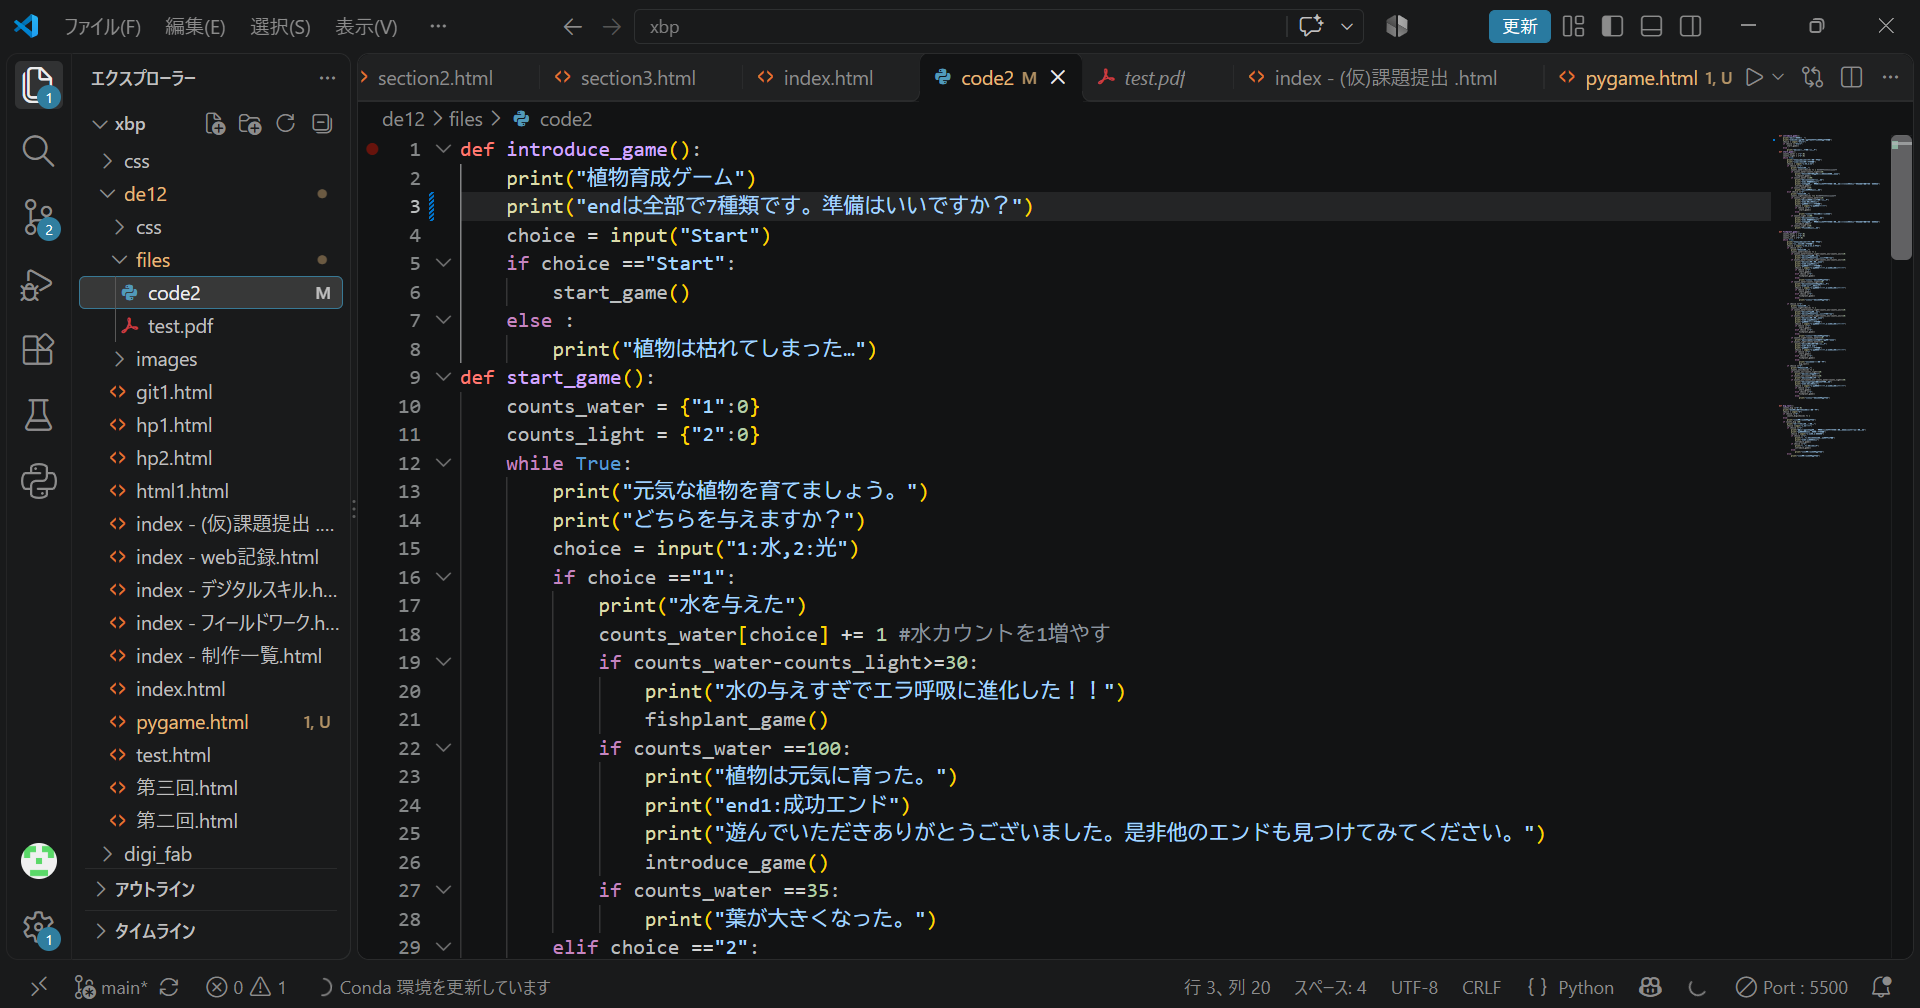 ファイル(F) 編集(E) 選択(S) 表示(V) ··· xbp 更新
エクスプローラー ···
section2.html section3.html index.html code2 M test.pdf index - (仮)課題提出 .html pygame.html 1, U
de12 > files > code2
xbp
css
de12
css
files
code2 M
test.pdf
images
git1.html
hp1.html
hp2.html
html1.html
index - (仮)課題提出 ....
index - web記録.html
index - デジタルスキル.h...
index - フィールドワーク.h...
index - 制作一覧.html
index.html
pygame.html 1, U
test.html
第三回.html
第二回.html
digi_fab
アウトライン
タイムライン
1
2
1
1 def introduce_game():
2 print("植物育成ゲーム")
3 print("endは全部で7種類です。準備はいいですか？")
4 choice = input("Start")
5 if choice =="Start":
6 start_game()
7 else :
8 print("植物は枯れてしまった…")
9 def start_game():
10 counts_water = {"1":0}
11 counts_light = {"2":0}
12 while True:
13 print("元気な植物を育てましょう。")
14 print("どちらを与えますか？")
15 choice = input("1:水,2:光")
16 if choice =="1":
17 print("水を与えた")
18 counts_water[choice] += 1 #水カウントを1増やす
19 if counts_water-counts_light>=30:
20 print("水の与えすぎでエラ呼吸に進化した！！")
21 fishplant_game()
22 if counts_water ==100:
23 print("植物は元気に育った。")
24 print("end1:成功エンド")
25 print("遊んでいただきありがとうございました。是非他のエンドも見つけてみてください。")
26 introduce_game()
27 if counts_water ==35:
28 print("葉が大きくなった。")
29 elif choice =="2":
main* 0 1 Conda 環境を更新しています 行 3、列 20 スペース: 4 UTF-8 CRLF { } Python Port : 5500